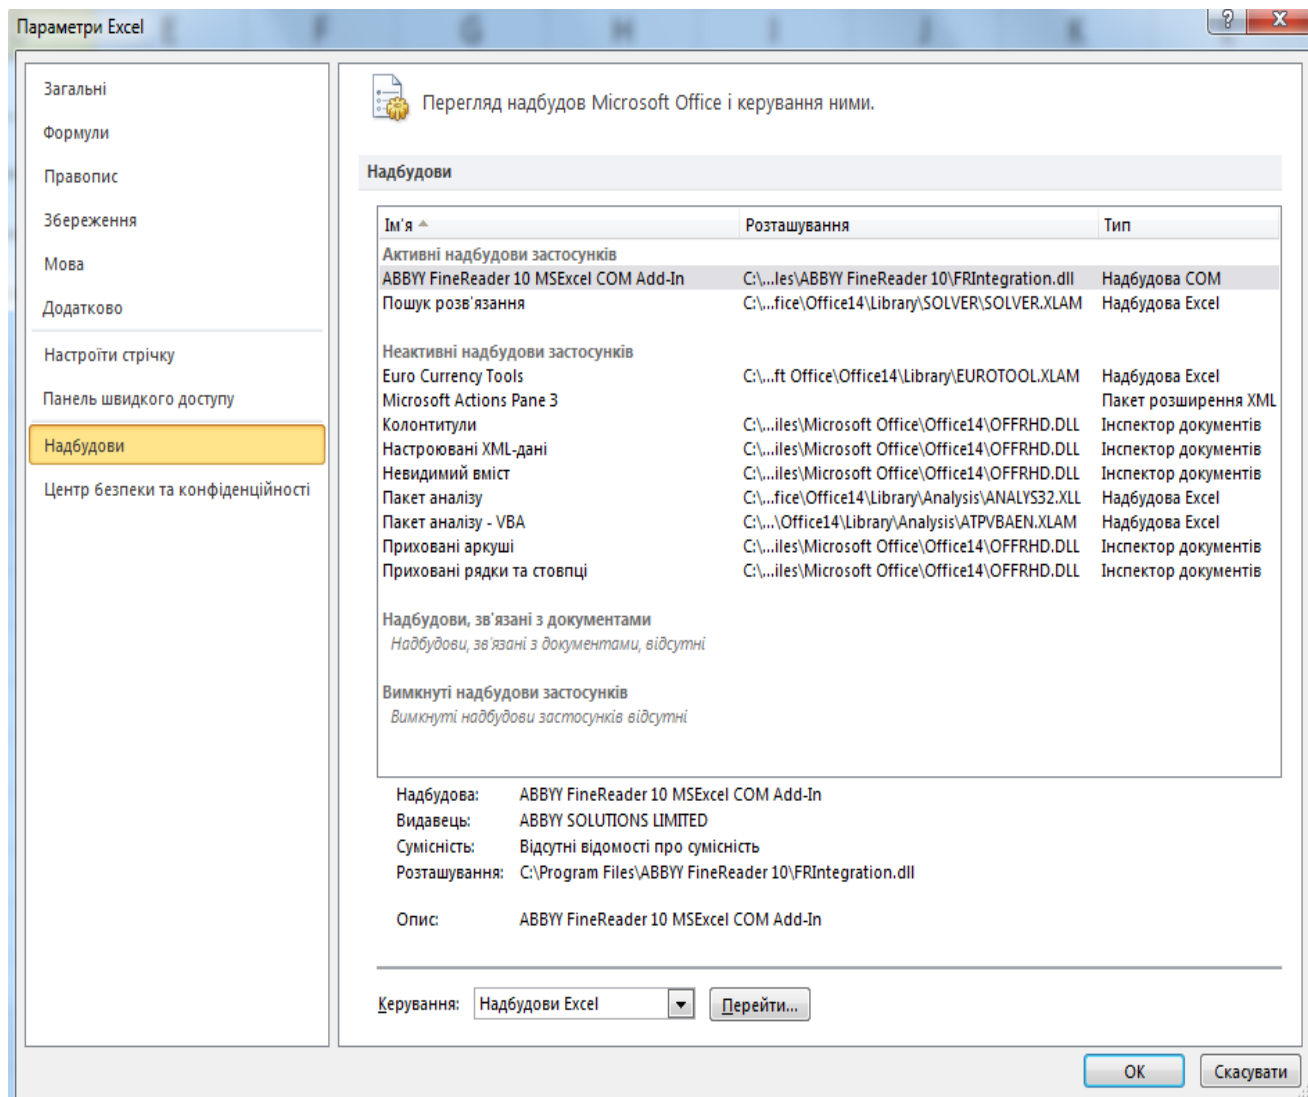 Параметри Excel
Загальні
Формули
Правопис
Збереження
Мова
Додатково
Настроїти стрічку
Панель швидкого доступу
Надбудови
Центр безпеки та конфіденційності
Перегляд надбудов Microsoft Office і керування ними.
Надбудови
Ім'я Розташування Тип
Активні надбудови застосунків
ABBYY FineReader 10 MSExcel COM Add-In C:\...les\ABBYY FineReader 10\FRIntegration.dll Надбудова COM
Пошук розв'язання C:\...fice\Office14\Library\SOLVER\SOLVER.XLAM Надбудова Excel
Неактивні надбудови застосунків
Euro Currency Tools C:\...ft Office\Office14\Library\EUROTOOL.XLAM Надбудова Excel
Microsoft Actions Pane 3 Пакет розширення XML
Колонтитули C:\...iles\Microsoft Office\Office14\OFFRHD.DLL Інспектор документів
Настроювані XML-дані C:\...iles\Microsoft Office\Office14\OFFRHD.DLL Інспектор документів
Невидимий вміст C:\...iles\Microsoft Office\Office14\OFFRHD.DLL Інспектор документів
Пакет аналізу C:\...fice\Office14\Library\Analysis\ANALYS32.XLL Надбудова Excel
Пакет аналізу - VBA C:\...\Office14\Library\Analysis\ATPVBAEN.XLAM Надбудова Excel
Приховані аркуші C:\...iles\Microsoft Office\Office14\OFFRHD.DLL Інспектор документів
Приховані рядки та стовпці C:\...iles\Microsoft Office\Office14\OFFRHD.DLL Інспектор документів
Надбудови, зв'язані з документами
Надбудови, зв'язані з документами, відсутні
Вимкнуті надбудови застосунків
Вимкнуті надбудови застосунків відсутні
Надбудова: ABBYY FineReader 10 MSExcel COM Add-In
Видавець: ABBYY SOLUTIONS LIMITED
Сумісність: Відсутні відомості про сумісність
Розташування: C:\Program Files\ABBYY FineReader 10\FRIntegration.dll
Опис: ABBYY FineReader 10 MSExcel COM Add-In
Керування: Надбудови Excel Перейти...
OK Скасувати